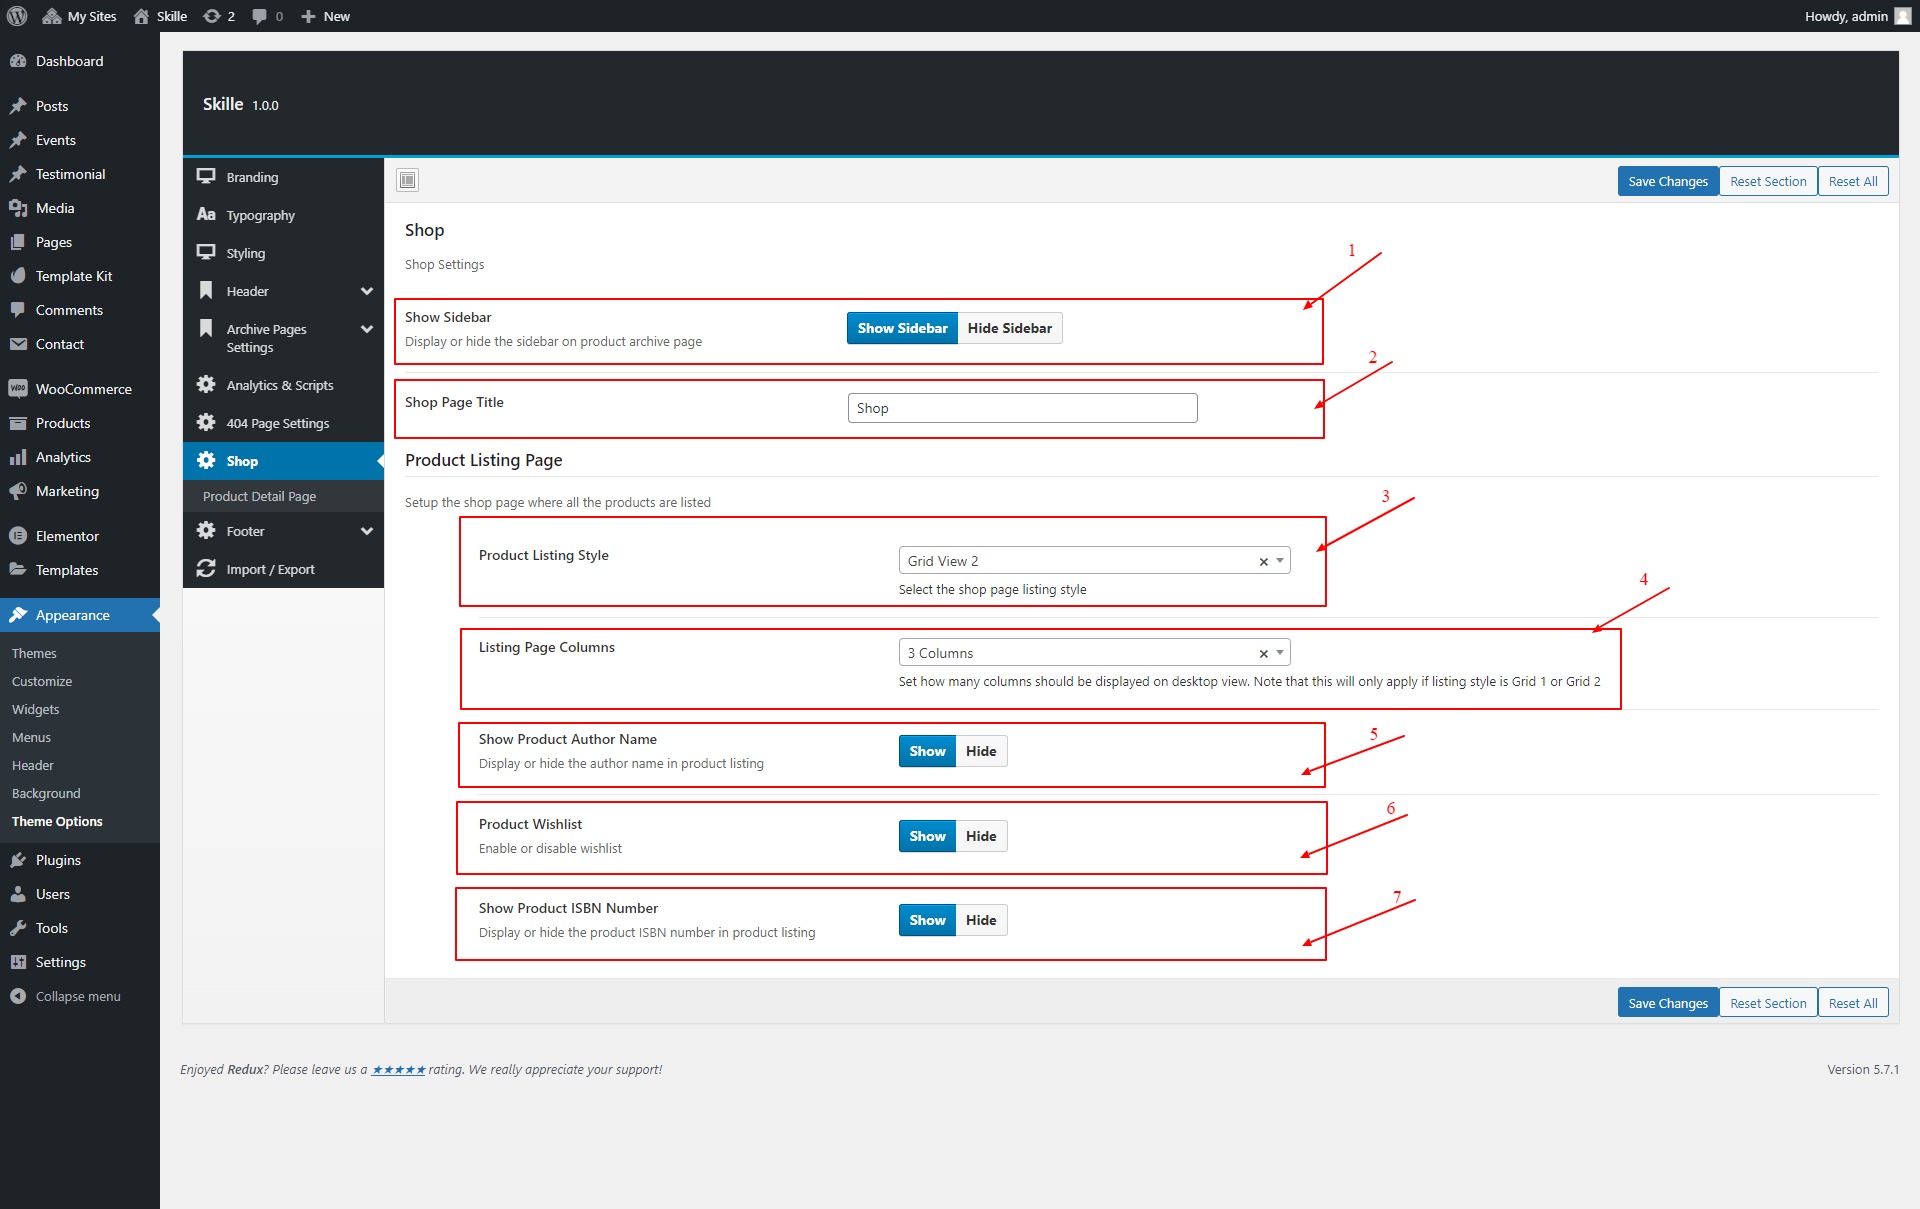 My Sites
Skille
2
0
New
Howdy, admin
Dashboard
Posts
Events
Testimonial
Media
Pages
Template Kit
Comments
Contact
WooCommerce
Products
Analytics
Marketing
Elementor
Templates
Appearance
Themes
Customize
Widgets
Menus
Header
Background
Theme Options
Plugins
Users
Tools
Settings
Collapse menu
Skille 1.0.0
Branding
Aa Typography
Styling
Header
Archive Pages
Settings
Analytics & Scripts
404 Page Settings
Shop
Product Detail Page
Footer
Import / Export
Save Changes Reset Section Reset All
Shop
Shop Settings
1
Show Sidebar
Display or hide the sidebar on product archive page
Show Sidebar Hide Sidebar
2
Shop Page Title
Shop
Product Listing Page
Setup the shop page where all the products are listed
3
Product Listing Style
Grid View 2
Select the shop page listing style
4
Listing Page Columns
3 Columns
Set how many columns should be displayed on desktop view. Note that this will only apply if listing style is Grid 1 or Grid 2
5
Show Product Author Name
Display or hide the author name in product listing
Show Hide
6
Product Wishlist
Enable or disable wishlist
Show Hide
7
Show Product ISBN Number
Display or hide the product ISBN number in product listing
Show Hide
Save Changes Reset Section Reset All
Enjoyed Redux? Please leave us a ★★★★★ rating. We really appreciate your support!
Version 5.7.1